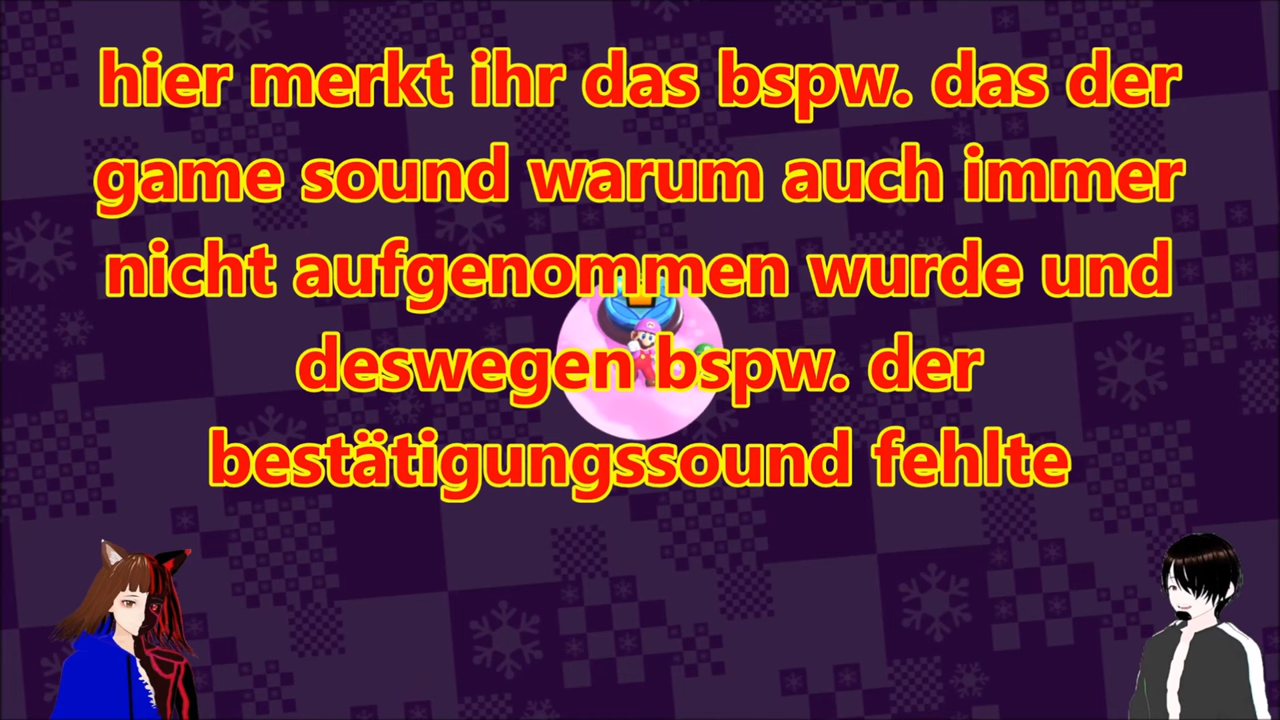 hier merkt ihr das bspw. das der
game sound warum auch immer
nicht aufgenommen wurde und
deswegen bspw. der
bestätigungssound fehlte